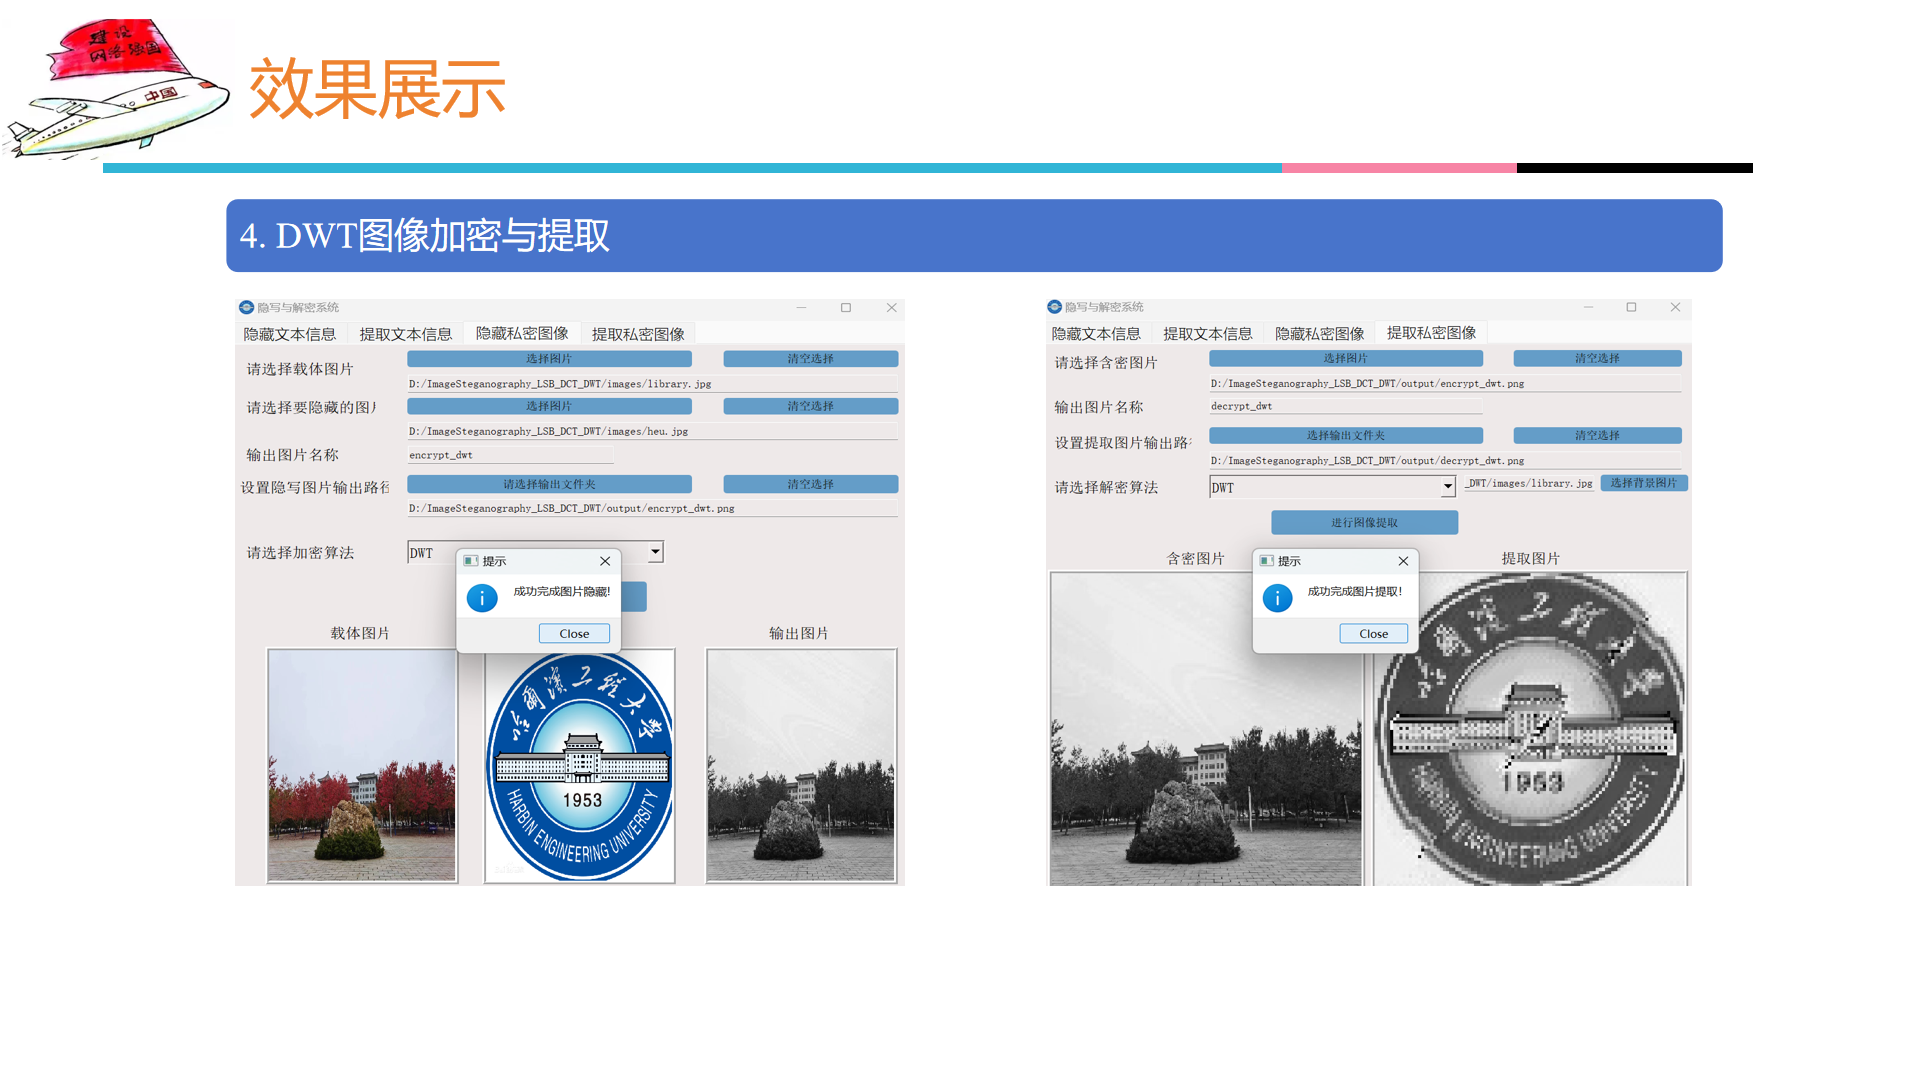 建设
网络强国
中国
效果展示
4. DWT图像加密与提取
隐写与解密系统
隐藏文本信息
提取文本信息
隐藏私密图像
提取私密图像
请选择载体图片
选择图片
清空选择
D:/ImageSteganography_LSB_DCT_DWT/images/library.jpg
请选择要隐藏的图
选择图片
清空选择
D:/ImageSteganography_LSB_DCT_DWT/images/heu.jpg
输出图片名称
encrypt_dwt
设置隐写图片输出路径
请选择输出文件夹
清空选择
D:/ImageSteganography_LSB_DCT_DWT/output/encrypt_dwt.png
请选择加密算法
DWT
提示
成功完成图片隐藏!
Close
载体图片
输出图片
哈尔滨工程大学
1953
HARBIN ENGINEERING UNIVERSITY
隐写与解密系统
隐藏文本信息
提取文本信息
隐藏私密图像
提取私密图像
请选择含密图片
选择图片
清空选择
D:/ImageSteganography_LSB_DCT_DWT/output/encrypt_dwt.png
输出图片名称
decrypt_dwt
设置提取图片输出路
选择输出文件夹
清空选择
D:/ImageSteganography_LSB_DCT_DWT/output/decrypt_dwt.png
请选择解密算法
DWT
_DWT/images/library.jpg
选择背景图片
进行图像提取
含密图片
提取图片
提示
成功完成图片提取!
Close
1953